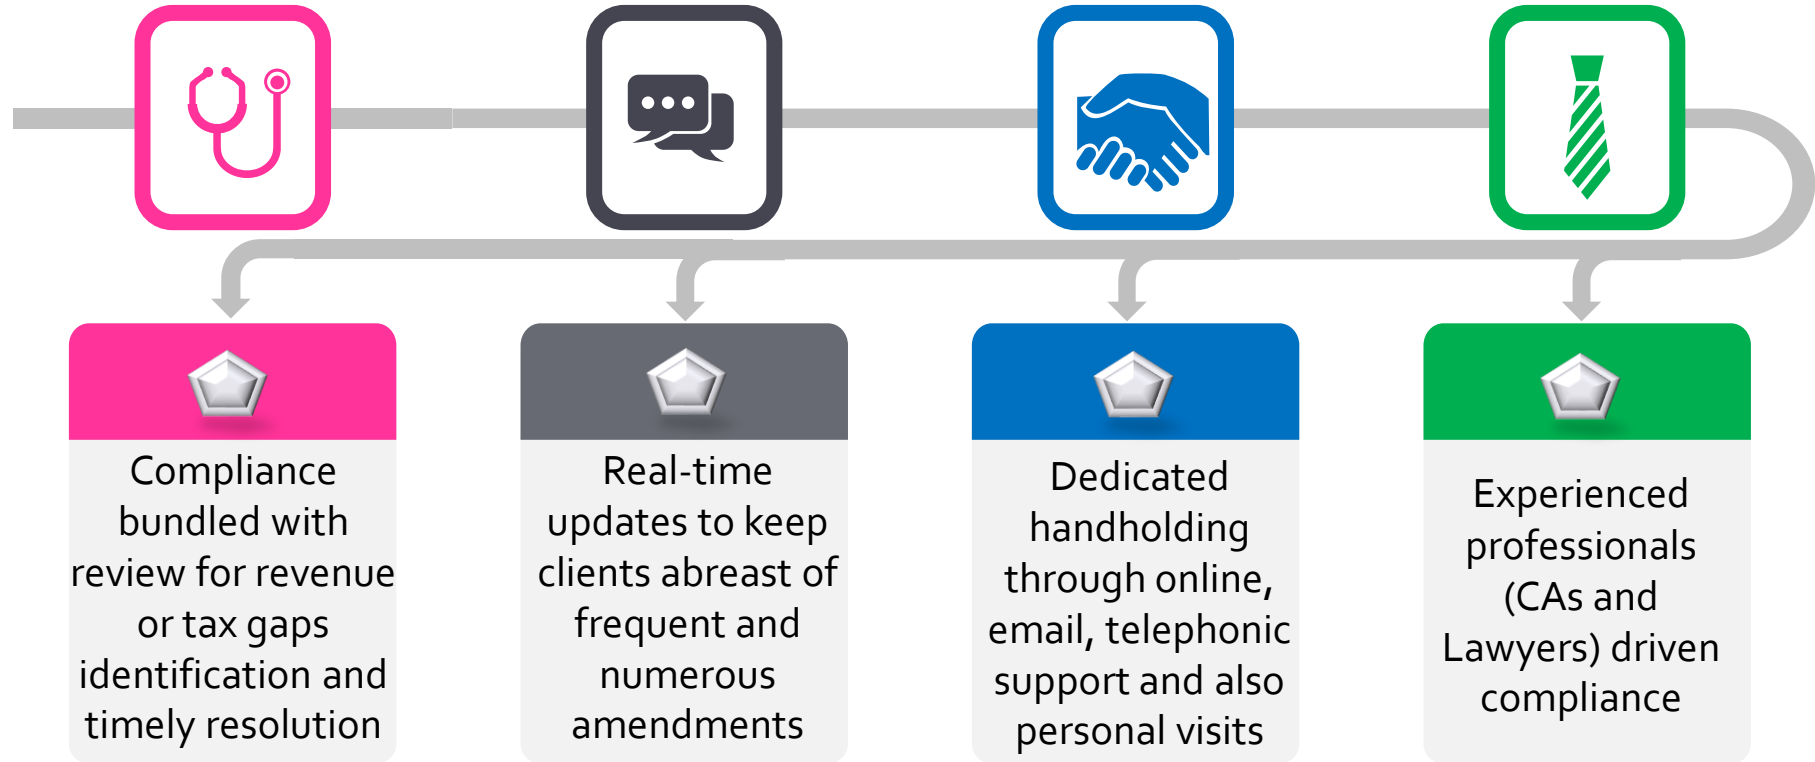 Compliance
bundled with
review for revenue
or tax gaps
identification and
timely resolution
Real-time
updates to keep
clients abreast of
frequent and
numerous
amendments
Dedicated
handholding
through online,
email, telephonic
support and also
personal visits
Experienced
professionals
(CAs and
Lawyers) driven
compliance